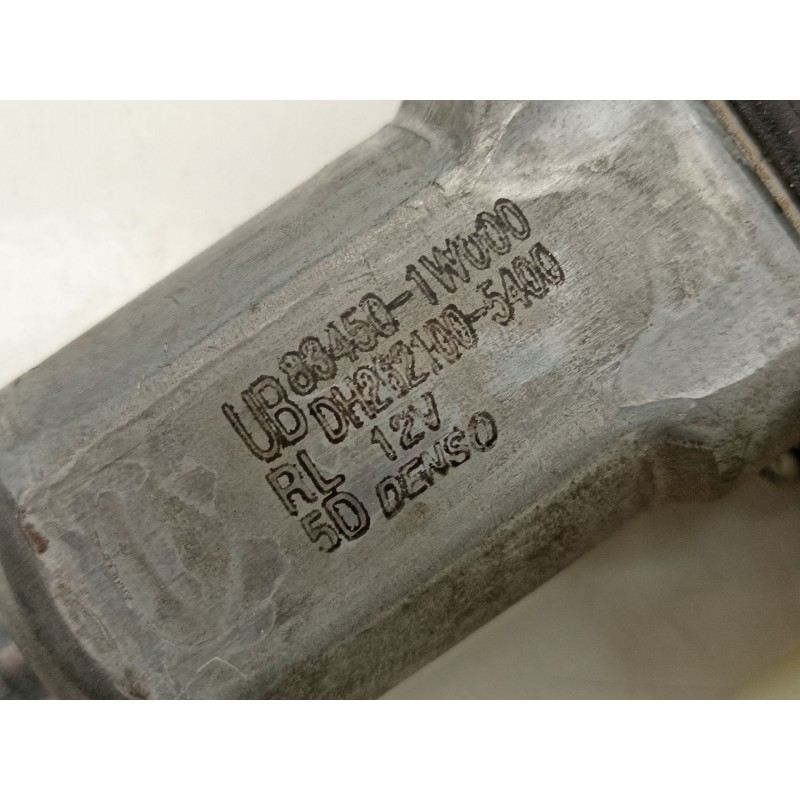 UB 83450-1W000
DH262100-5400
RL 12V
5D DENSO